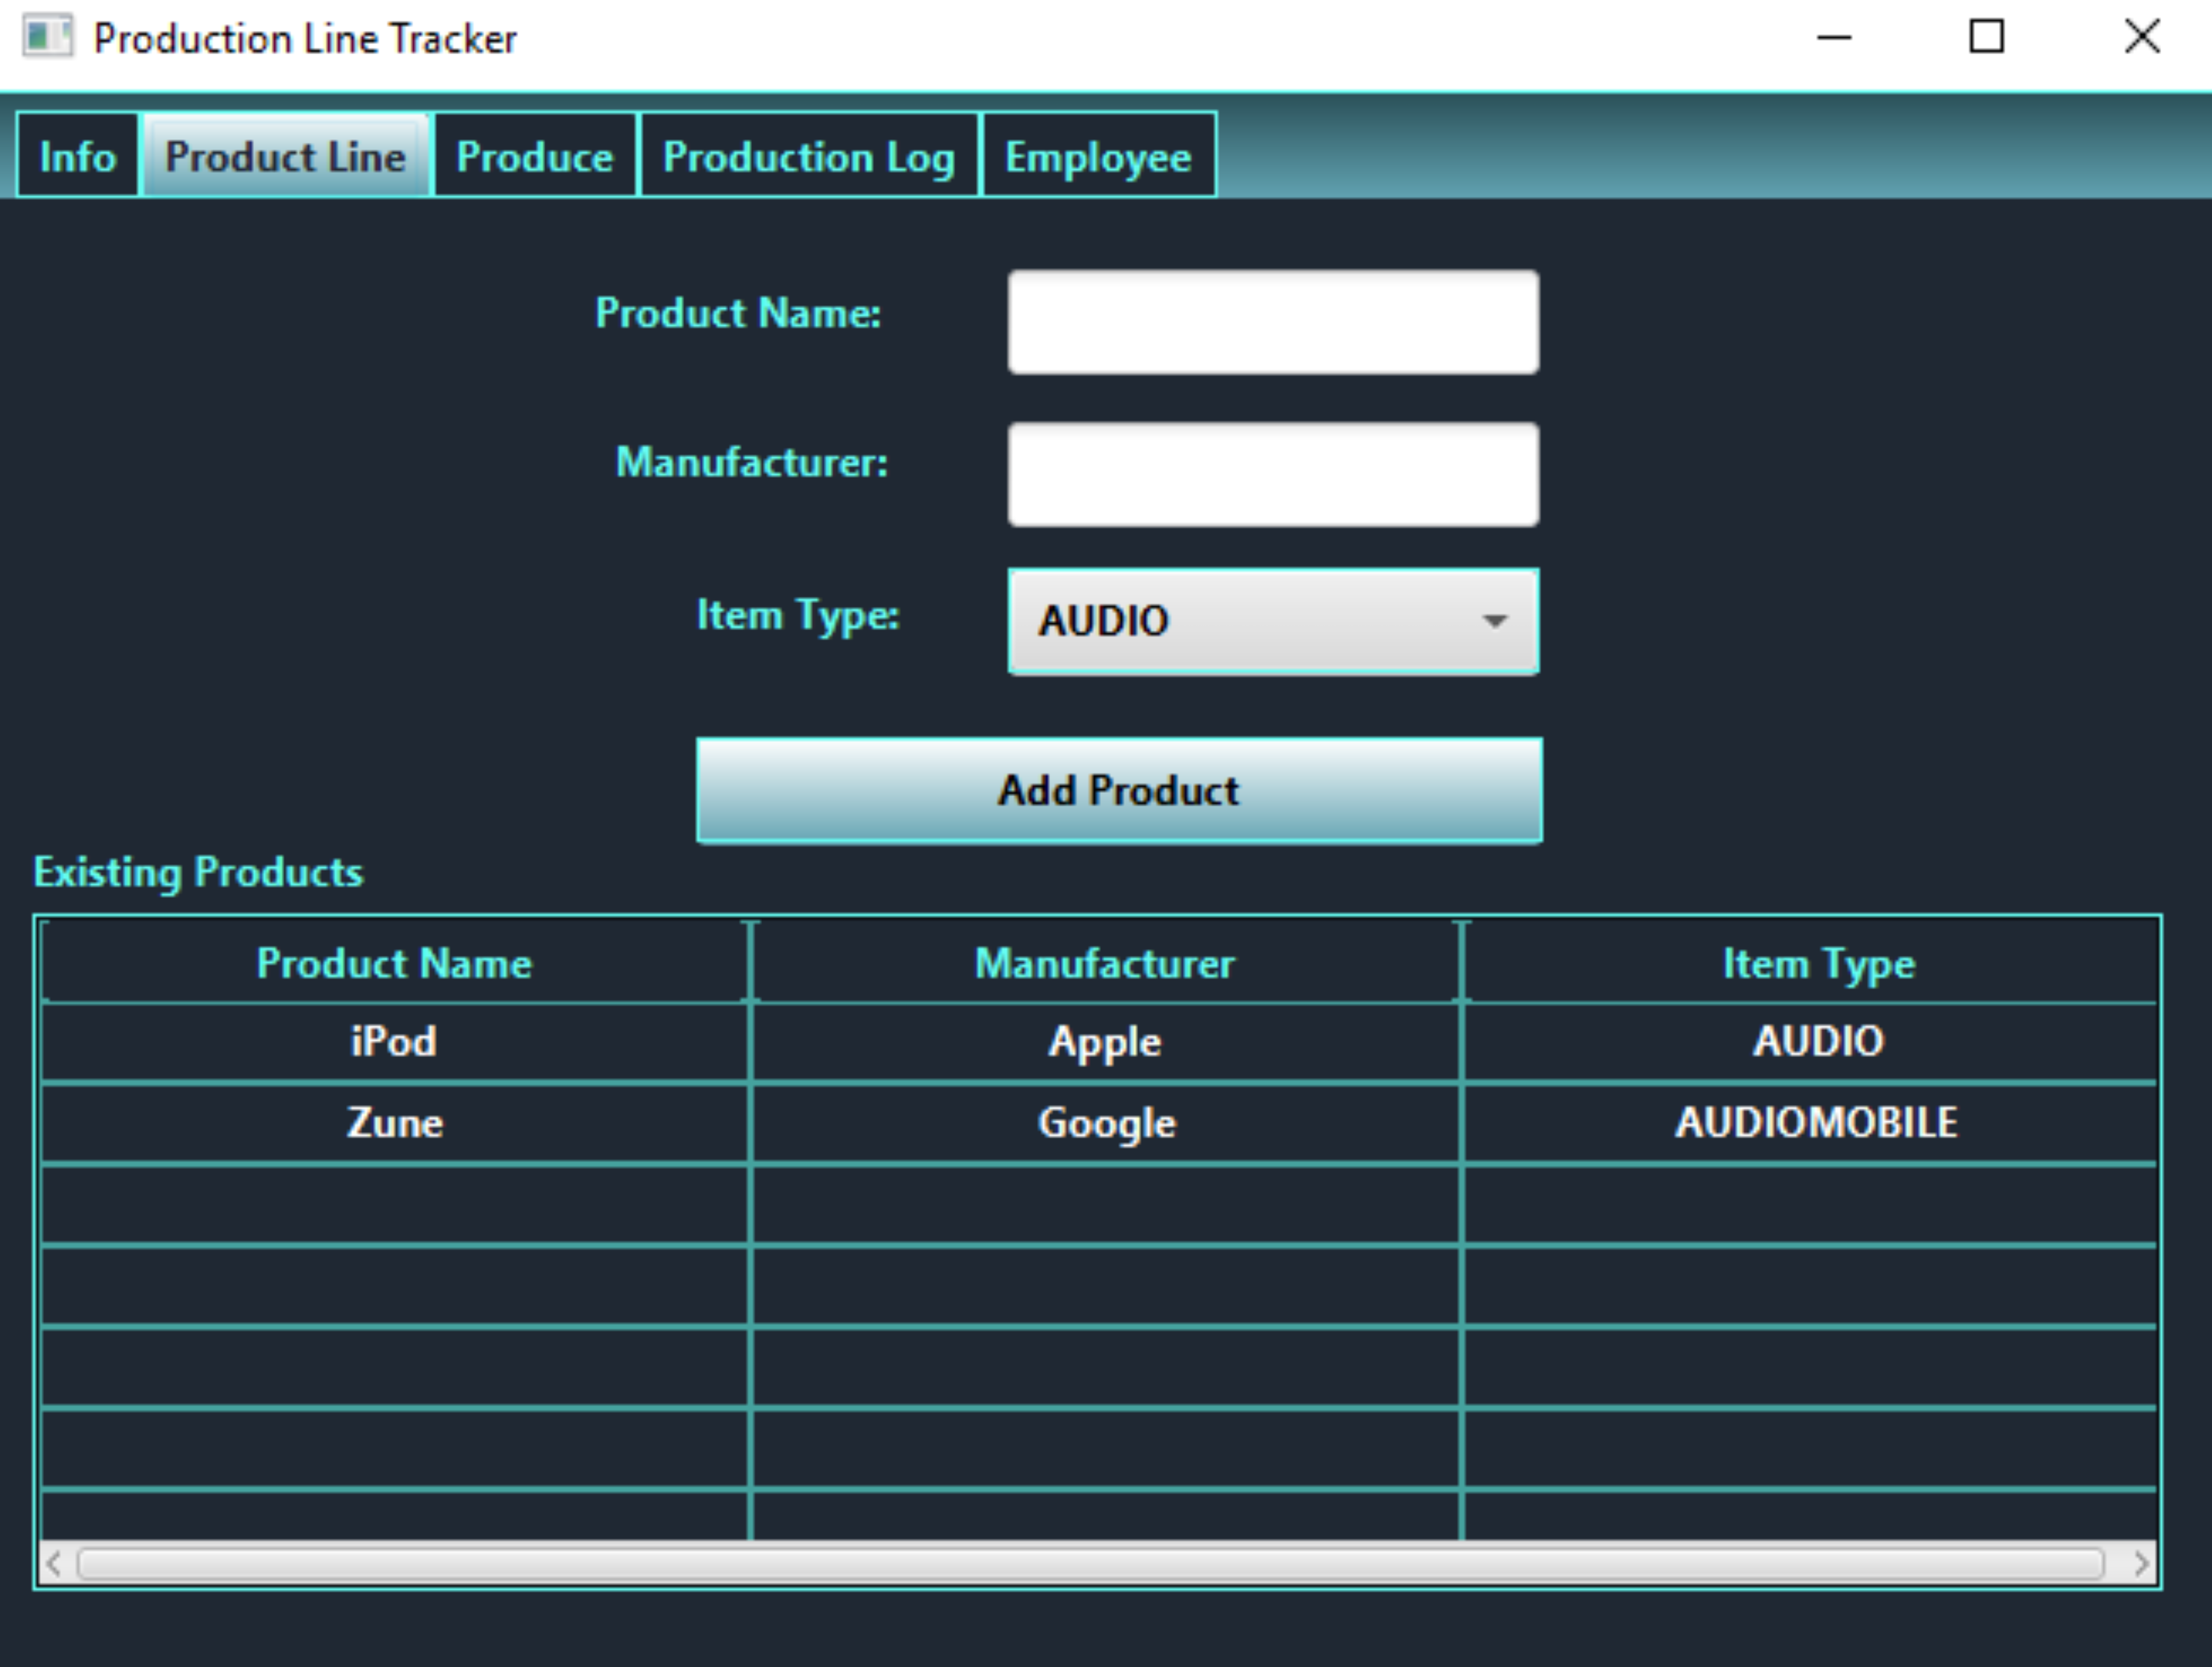 Production Line Tracker
Info Product Line Produce Production Log Employee
Product Name:
Manufacturer:
Item Type: AUDIO
Add Product
Existing Products
Product Name Manufacturer Item Type
iPod Apple AUDIO
Zune Google AUDIOMOBILE